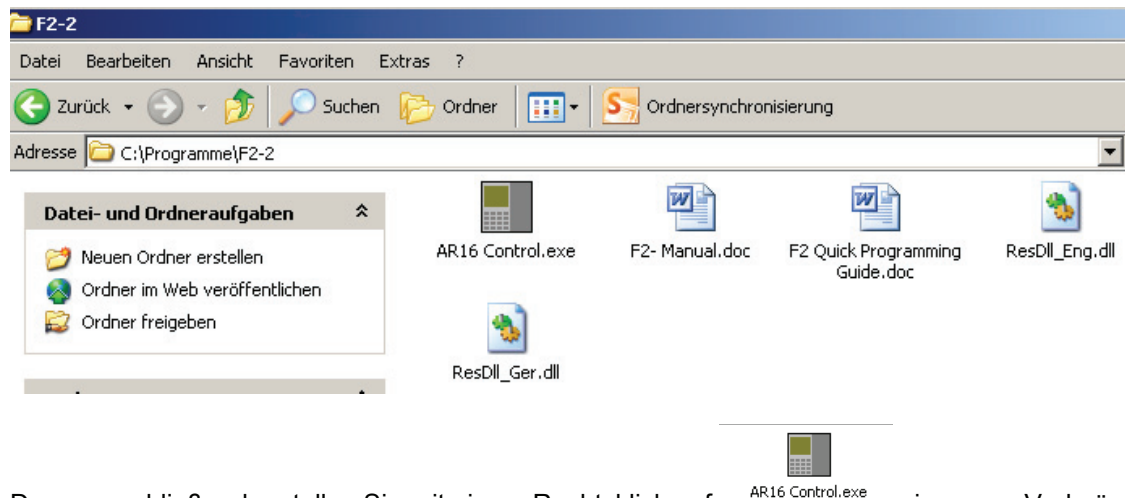 F2-2
Datei Bearbeiten Ansicht Favoriten Extras ?
Zurück Suchen Ordner Ordnersynchronisierung
Adresse C:\Programme\F2-2
Datei- und Ordneraufgaben
Neuen Ordner erstellen
Ordner im Web veröffentlichen
Ordner freigeben
AR16 Control.exe
F2- Manual.doc
F2 Quick Programming
Guide.doc
ResDll_Eng.dll
ResDll_Ger.dll
AR16 Control.exe